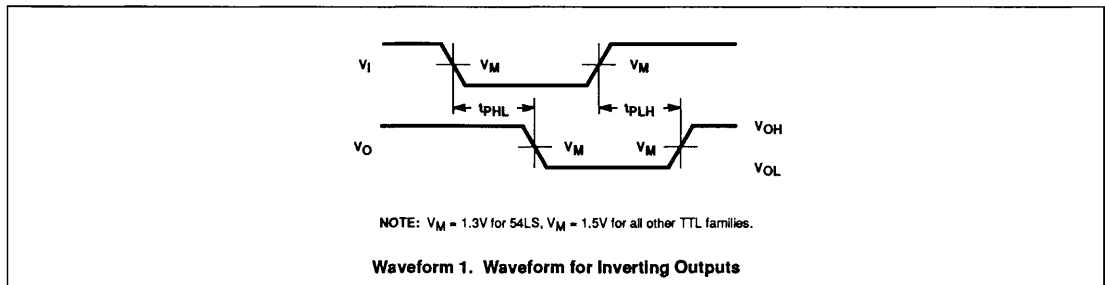 VI VM VM
tPHL tPLH
VOH
VO VM VM
VOL
NOTE: VM = 1.3V for 54LS, VM = 1.5V for all other TTL families.
Waveform 1. Waveform for Inverting Outputs